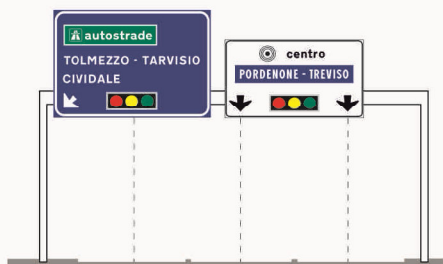 autostrade
TOLMEZZO - TARVISIO
CIVIDALE
centro
PORDENONE - TREVISO